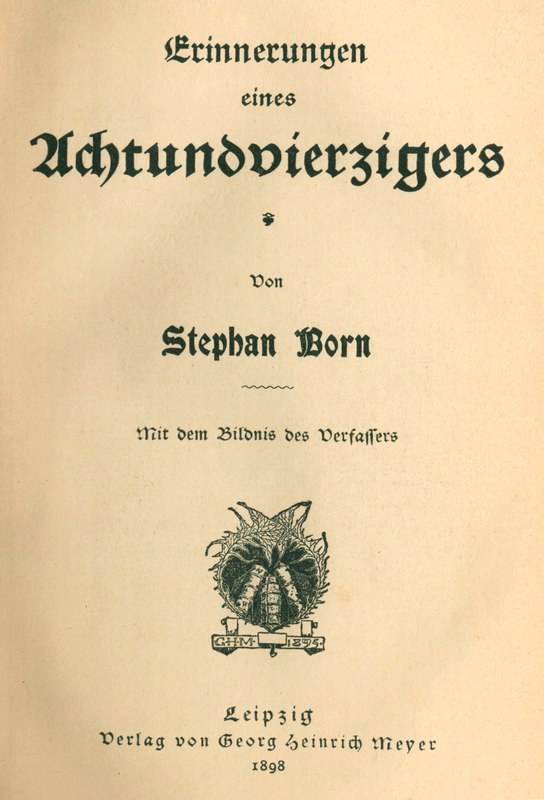 Erinnerungen
eines
Achtundvierzigers
Von
Stephan Born
Mit dem Bildnis des Verfaſſers
G·H·M· 1895
Leipzig
Verlag von Georg Heinrich Meyer
1898